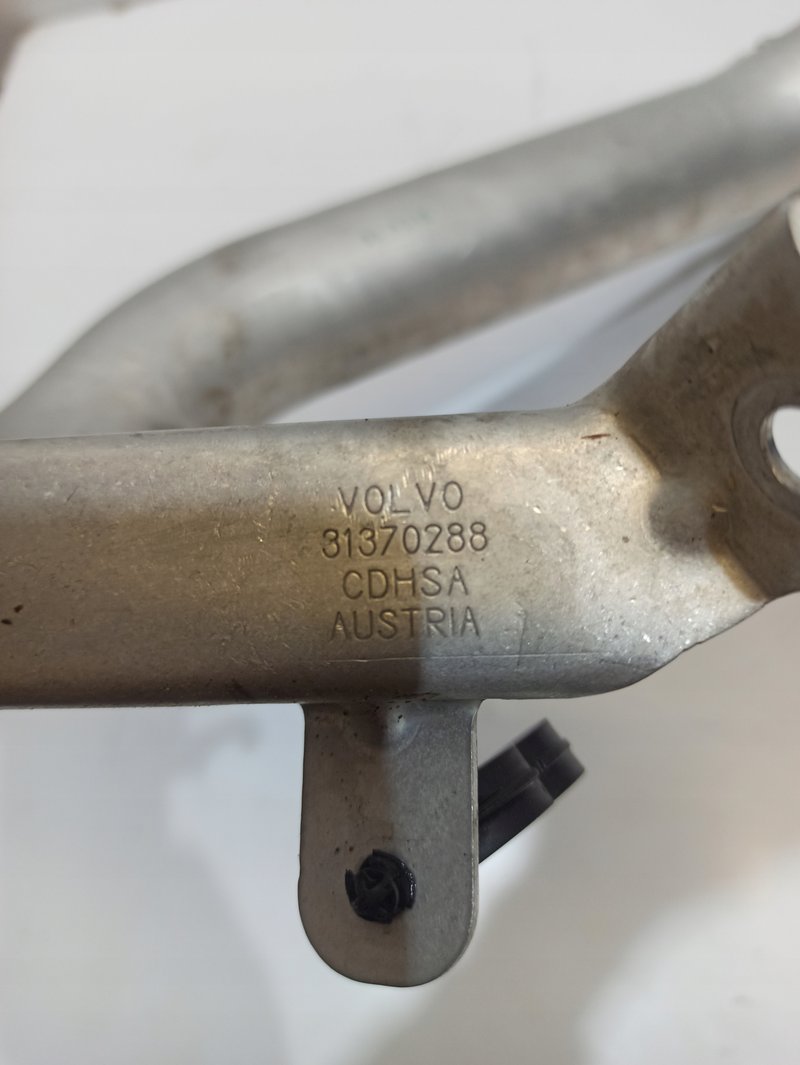 VOLVO
31370288
CDHSA
AUSTRIA